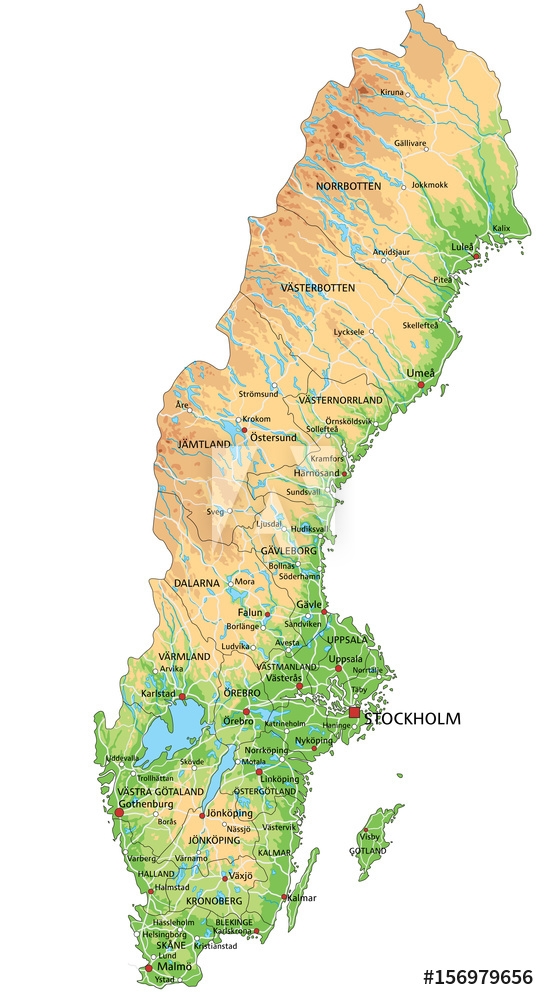 Kiruna
Gällivare
NORRBOTTEN
Jokkmokk
Kalix
Luleå
Arvidsjaur
Piteå
VÄSTERBOTTEN
Skellefteå
Lycksele
Umeå
Strömsund
VÄSTERNORRLAND
Åre
Krokom
Örnsköldsvik
Sollefteå
Östersund
JÄMTLAND
Kramfors
Härnösand
Sundsvall
Sveg
Ljusdal
Hudiksvall
GÄVLEBORG
Bollnäs
Söderhamn
DALARNA
Mora
Gävle
Falun
Sandviken
Borlänge
UPPSALA
Avesta
Ludvika
VÄRMLAND
Uppsala
Arvika
VÄSTMANLAND
Norrtälje
Västerås
Täby
Karlstad
ÖREBRO
STOCKHOLM
Örebro
Katrineholm
Haninge
Nyköping
Norrköping
Uddevalla
Motala
Skövde
Trollhättan
Linköping
VÄSTRA GÖTALAND
ÖSTERGÖTLAND
Gothenburg
Jönköping
Borås
Nässjö
Västervik
Visby
JÖNKÖPING
GOTLAND
Varberg
Värnamo
KALMAR
HALLAND
Växjö
Halmstad
KRONOBERG
Kalmar
Hässleholm
BLEKINGE
Karlskrona
Helsingborg
SKÅNE
Kristianstad
Lund
Malmö
Ystad
#156979656